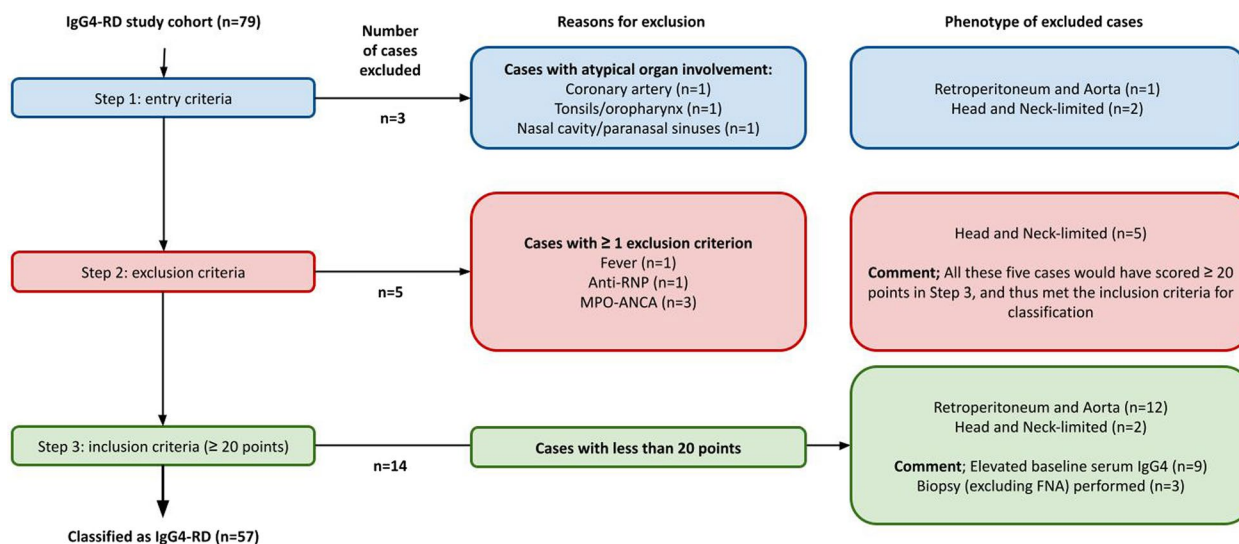 IgG4-RD study cohort (n=79)
Number
of cases
excluded
Reasons for exclusion
Phenotype of excluded cases
Step 1: entry criteria
n=3
Cases with atypical organ involvement:
Coronary artery (n=1)
Tonsils/oropharynx (n=1)
Nasal cavity/paranasal sinuses (n=1)
Retroperitoneum and Aorta (n=1)
Head and Neck-limited (n=2)
Step 2: exclusion criteria
n=5
Cases with ≥ 1 exclusion criterion
Fever (n=1)
Anti-RNP (n=1)
MPO-ANCA (n=3)
Head and Neck-limited (n=5)
Comment; All these five cases would have scored ≥ 20
points in Step 3, and thus met the inclusion criteria for
classification
Step 3: inclusion criteria (≥ 20 points)
n=14
Cases with less than 20 points
Retroperitoneum and Aorta (n=12)
Head and Neck-limited (n=2)
Comment; Elevated baseline serum IgG4 (n=9)
Biopsy (excluding FNA) performed (n=3)
Classified as IgG4-RD (n=57)